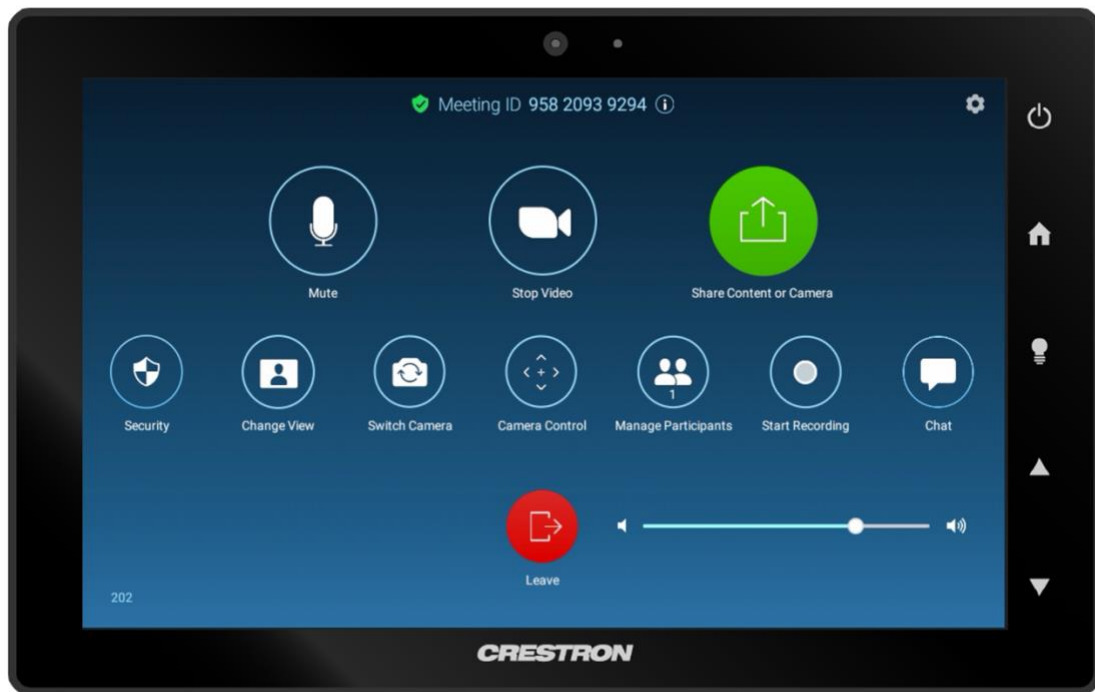 Meeting ID 958 2093 9294
Mute
Stop Video
Share Content or Camera
Security
Change View
Switch Camera
Camera Control
Manage Participants
1
Start Recording
Chat
Leave
202
CRESTRON